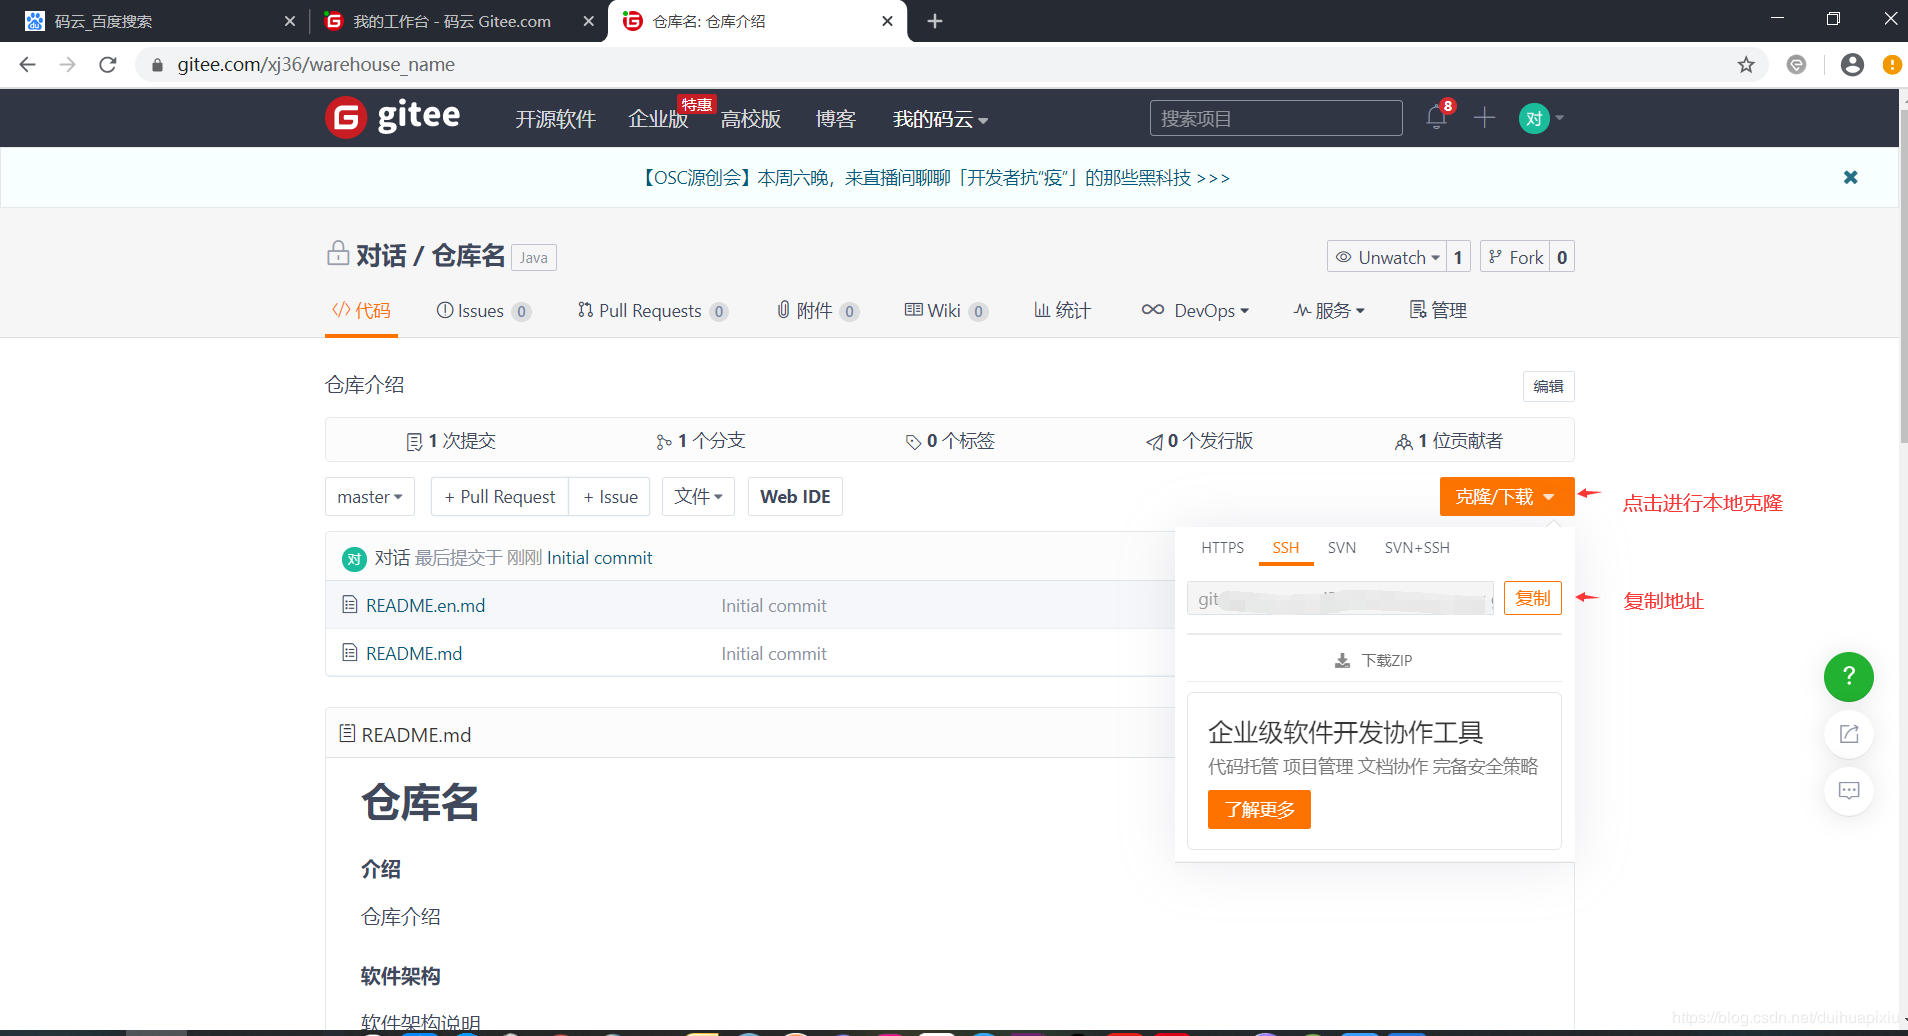 码云_百度搜索
我的工作台 - 码云 Gitee.com
仓库名: 仓库介绍
gitee.com/xj36/warehouse_name
gitee
开源软件
企业版
特惠
高校版
博客
我的码云
搜索项目
8
对
【OSC源创会】本周六晚，来直播间聊聊「开发者抗“疫”」的那些黑科技 >>>
对话 / 仓库名 Java
Unwatch 1
Fork 0
代码
Issues 0
Pull Requests 0
附件 0
Wiki 0
统计
DevOps
服务
管理
仓库介绍
编辑
1 次提交
1 个分支
0 个标签
0 个发行版
1 位贡献者
master
+ Pull Request
+ Issue
文件
Web IDE
克隆/下载
点击进行本地克隆
HTTPS
SSH
SVN
SVN+SSH
对 对话 最后提交于 刚刚 Initial commit
git
复制
复制地址
README.en.md Initial commit
README.md Initial commit
下载ZIP
企业级软件开发协作工具
代码托管 项目管理 文档协作 完备安全策略
了解更多
?
README.md
仓库名
介绍
仓库介绍
软件架构
软件架构说明
https://blog.csdn.net/duihuapixiu